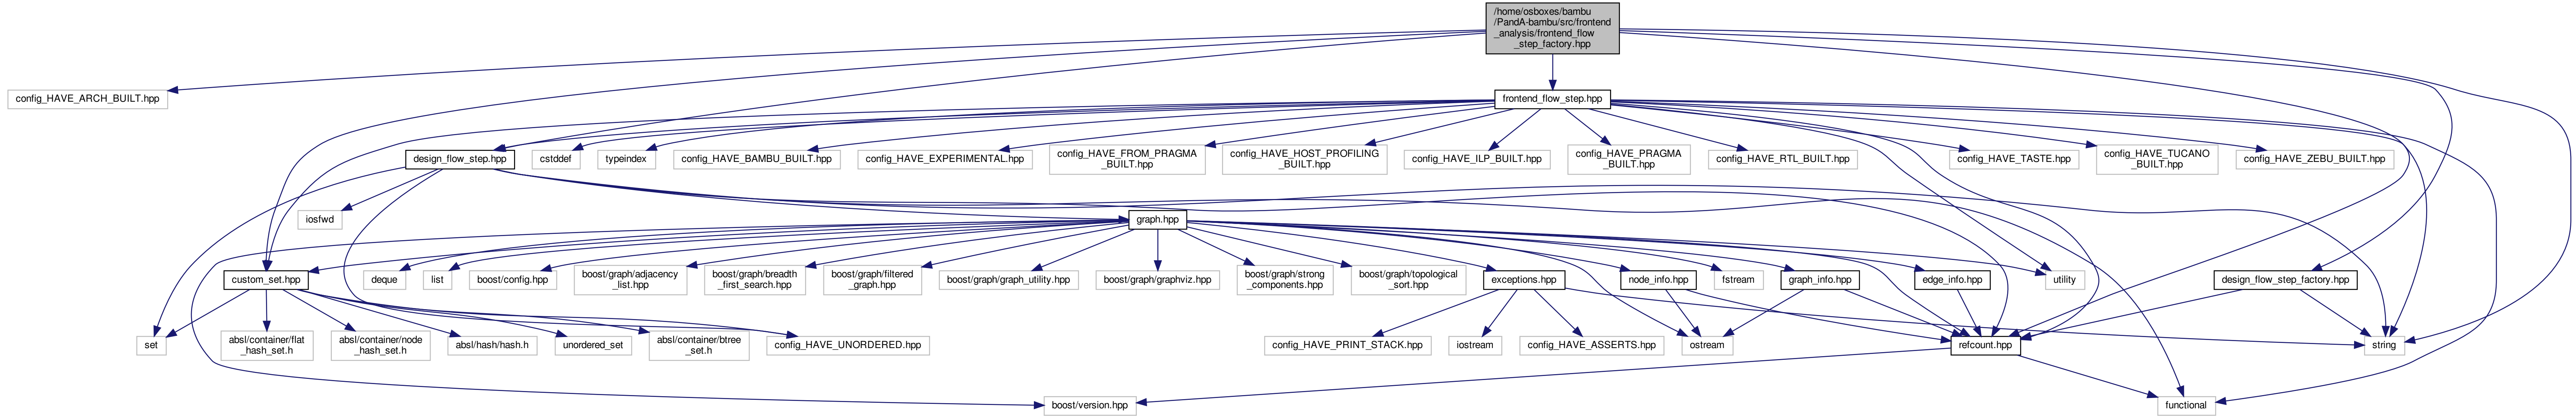 /home/osboxes/bambu
/PandA-bambu/src/frontend
_analysis/frontend_flow
_step_factory.hpp
config_HAVE_ARCH_BUILT.hpp
frontend_flow_step.hpp
design_flow_step.hpp
cstddef
typeindex
config_HAVE_BAMBU_BUILT.hpp
config_HAVE_EXPERIMENTAL.hpp
config_HAVE_FROM_PRAGMA
_BUILT.hpp
config_HAVE_HOST_PROFILING
_BUILT.hpp
config_HAVE_ILP_BUILT.hpp
config_HAVE_PRAGMA
_BUILT.hpp
config_HAVE_RTL_BUILT.hpp
config_HAVE_TASTE.hpp
config_HAVE_TUCANO
_BUILT.hpp
config_HAVE_ZEBU_BUILT.hpp
iosfwd
graph.hpp
custom_set.hpp
deque
list
boost/config.hpp
boost/graph/adjacency
_list.hpp
boost/graph/breadth
_first_search.hpp
boost/graph/filtered
_graph.hpp
boost/graph/graph_utility.hpp
boost/graph/graphviz.hpp
boost/graph/strong
_components.hpp
boost/graph/topological
_sort.hpp
exceptions.hpp
node_info.hpp
fstream
graph_info.hpp
edge_info.hpp
utility
design_flow_step_factory.hpp
set
absl/container/flat
_hash_set.h
absl/container/node
_hash_set.h
absl/hash/hash.h
unordered_set
absl/container/btree
_set.h
config_HAVE_UNORDERED.hpp
config_HAVE_PRINT_STACK.hpp
iostream
config_HAVE_ASSERTS.hpp
ostream
refcount.hpp
string
boost/version.hpp
functional